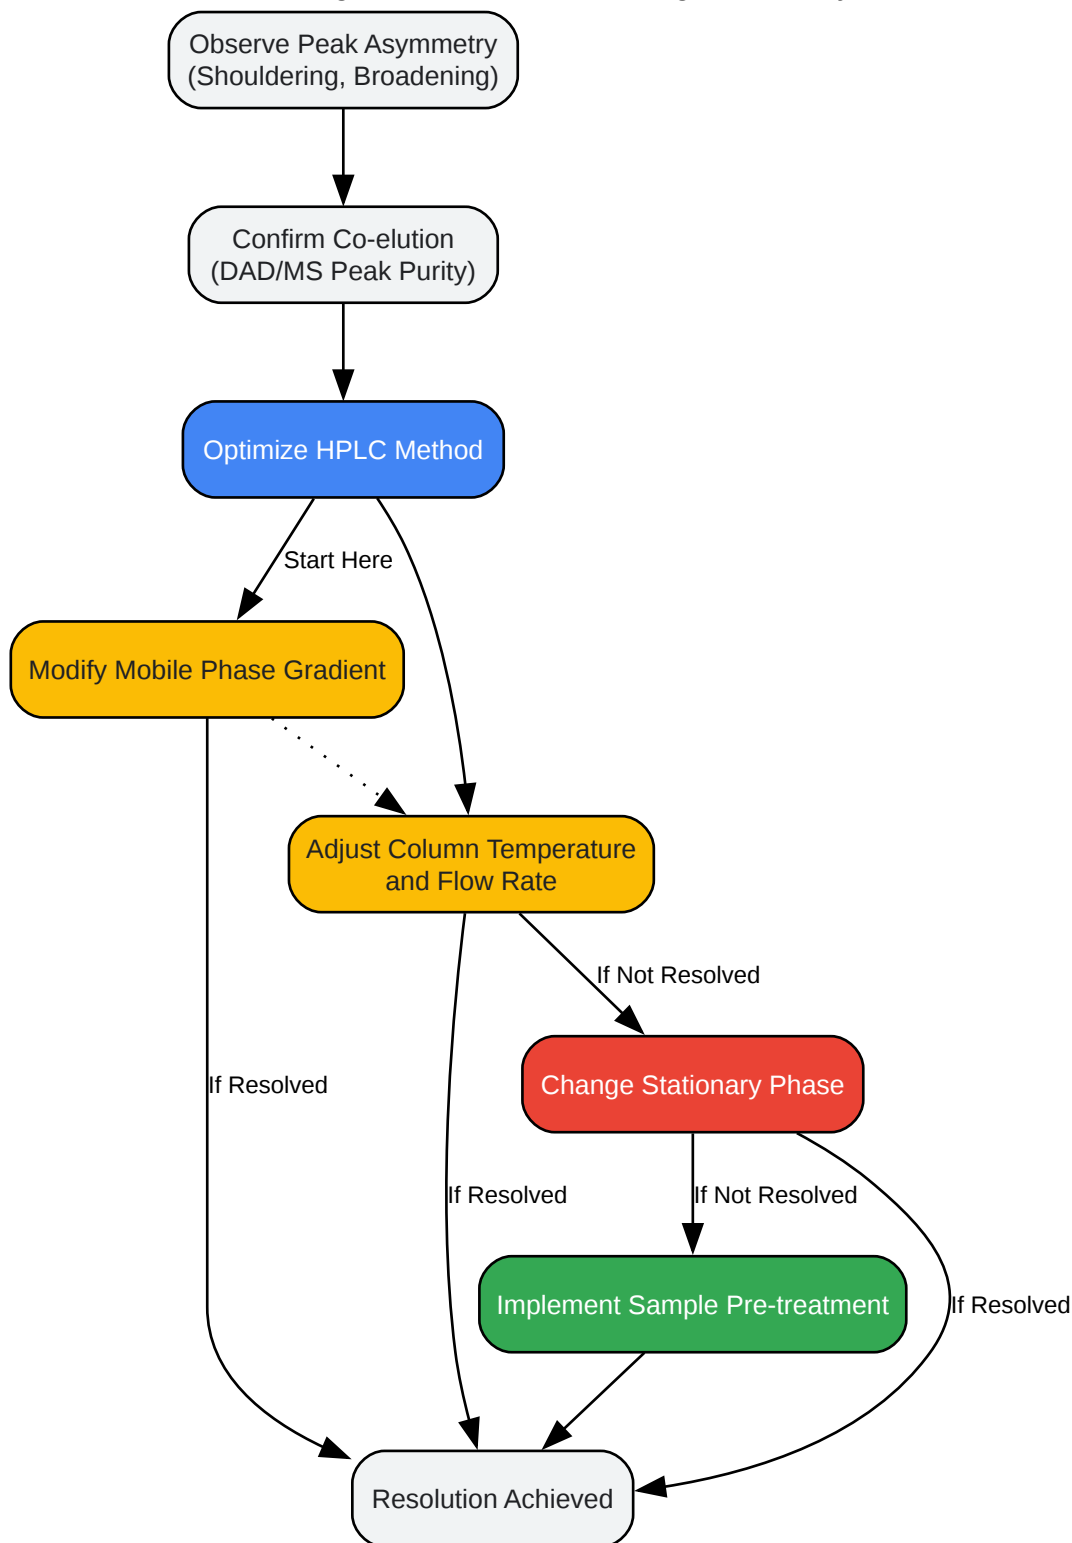 Observe Peak Asymmetry
(Shouldering, Broadening)
Confirm Co-elution
(DAD/MS Peak Purity)
Optimize HPLC Method
Start Here
Modify Mobile Phase Gradient
Adjust Column Temperature
and Flow Rate
If Not Resolved
Change Stationary Phase
If Resolved
If Resolved
If Not Resolved
Implement Sample Pre-treatment
If Resolved
Resolution Achieved